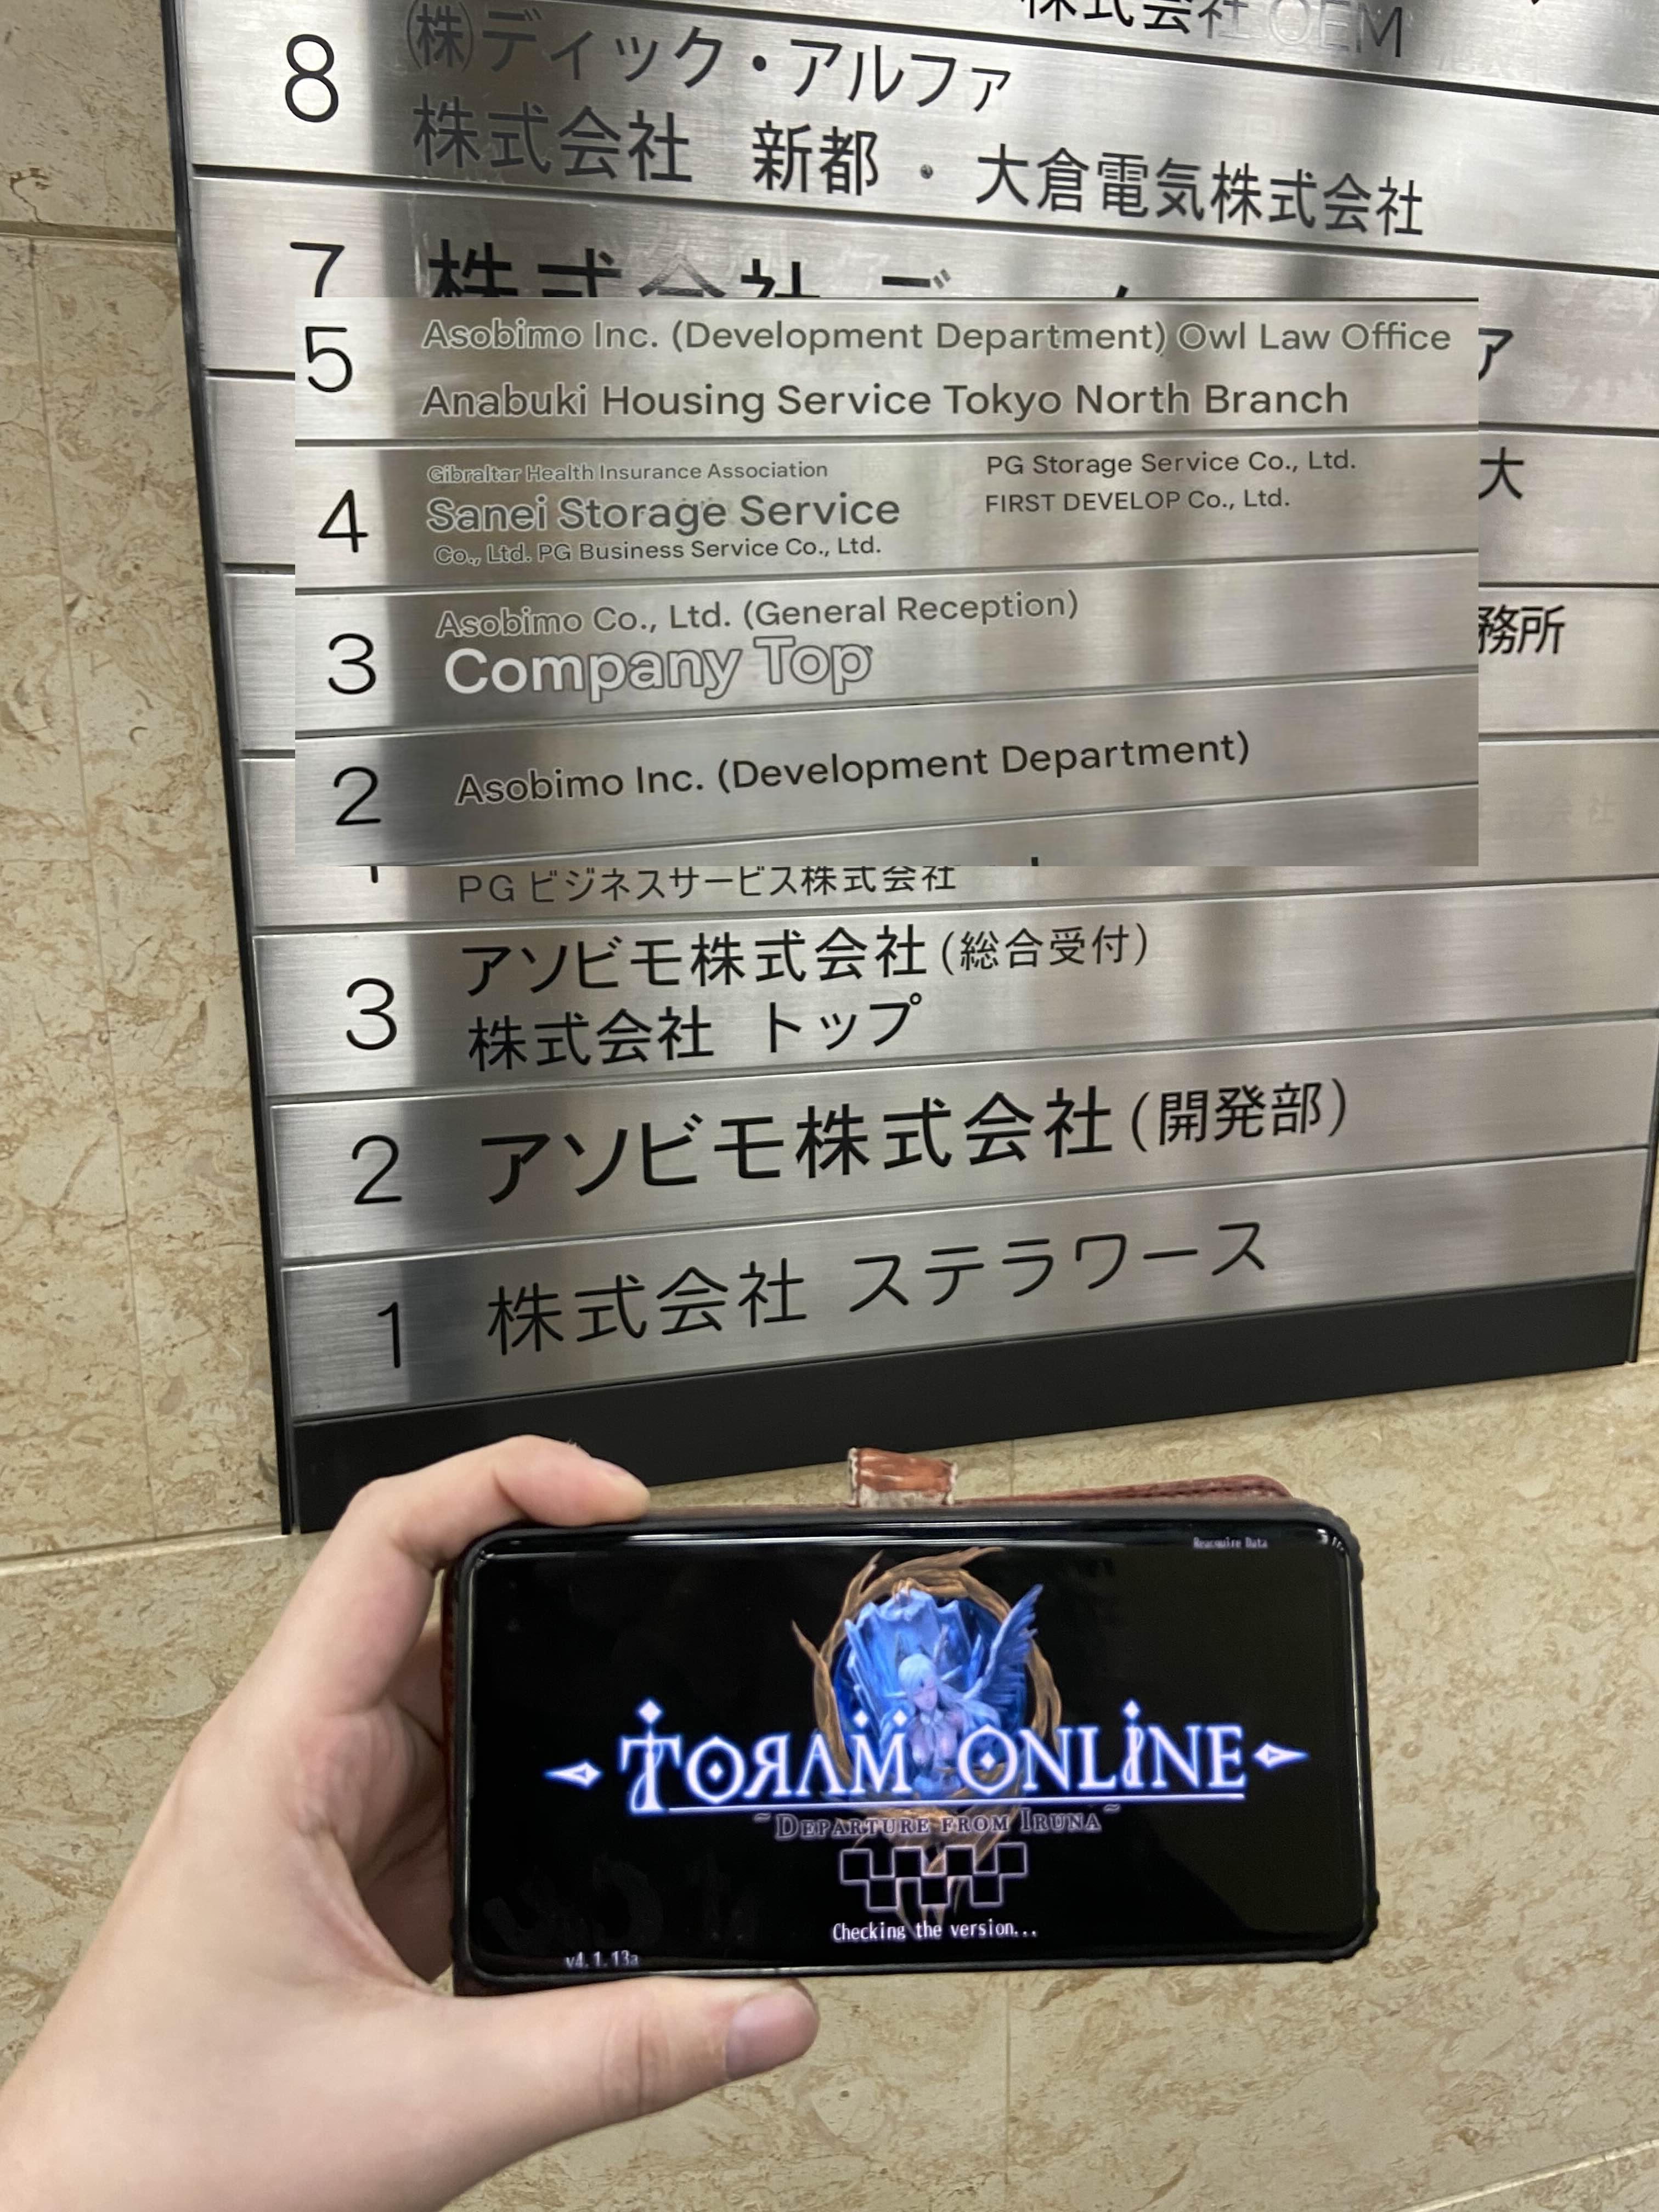 株式会社 OEM
8 ㈱ディック・アルファ
株式会社 新都・大倉電気株式会社
7 株式会社 デ
5 Asobimo Inc. (Development Department) Owl Law Office
ア
Anabuki Housing Service Tokyo North Branch
4 Gibraltar Health Insurance Association
Sanei Storage Service
Co., Ltd. PG Business Service Co., Ltd.
PG Storage Service Co., Ltd.
FIRST DEVELOP Co., Ltd.
大
3 Asobimo Co., Ltd. (General Reception)
Company Top
務所
2 Asobimo Inc. (Development Department)
PGビジネスサービス株式会社
3 アソビモ株式会社(総合受付)
株式会社 トップ
2 アソビモ株式会社(開発部)
1 株式会社 ステラワース
Reacquire Data
TORAM ONLINE
~DEPARTURE FROM IRUNA~
Checking the version...
v4.1.13a